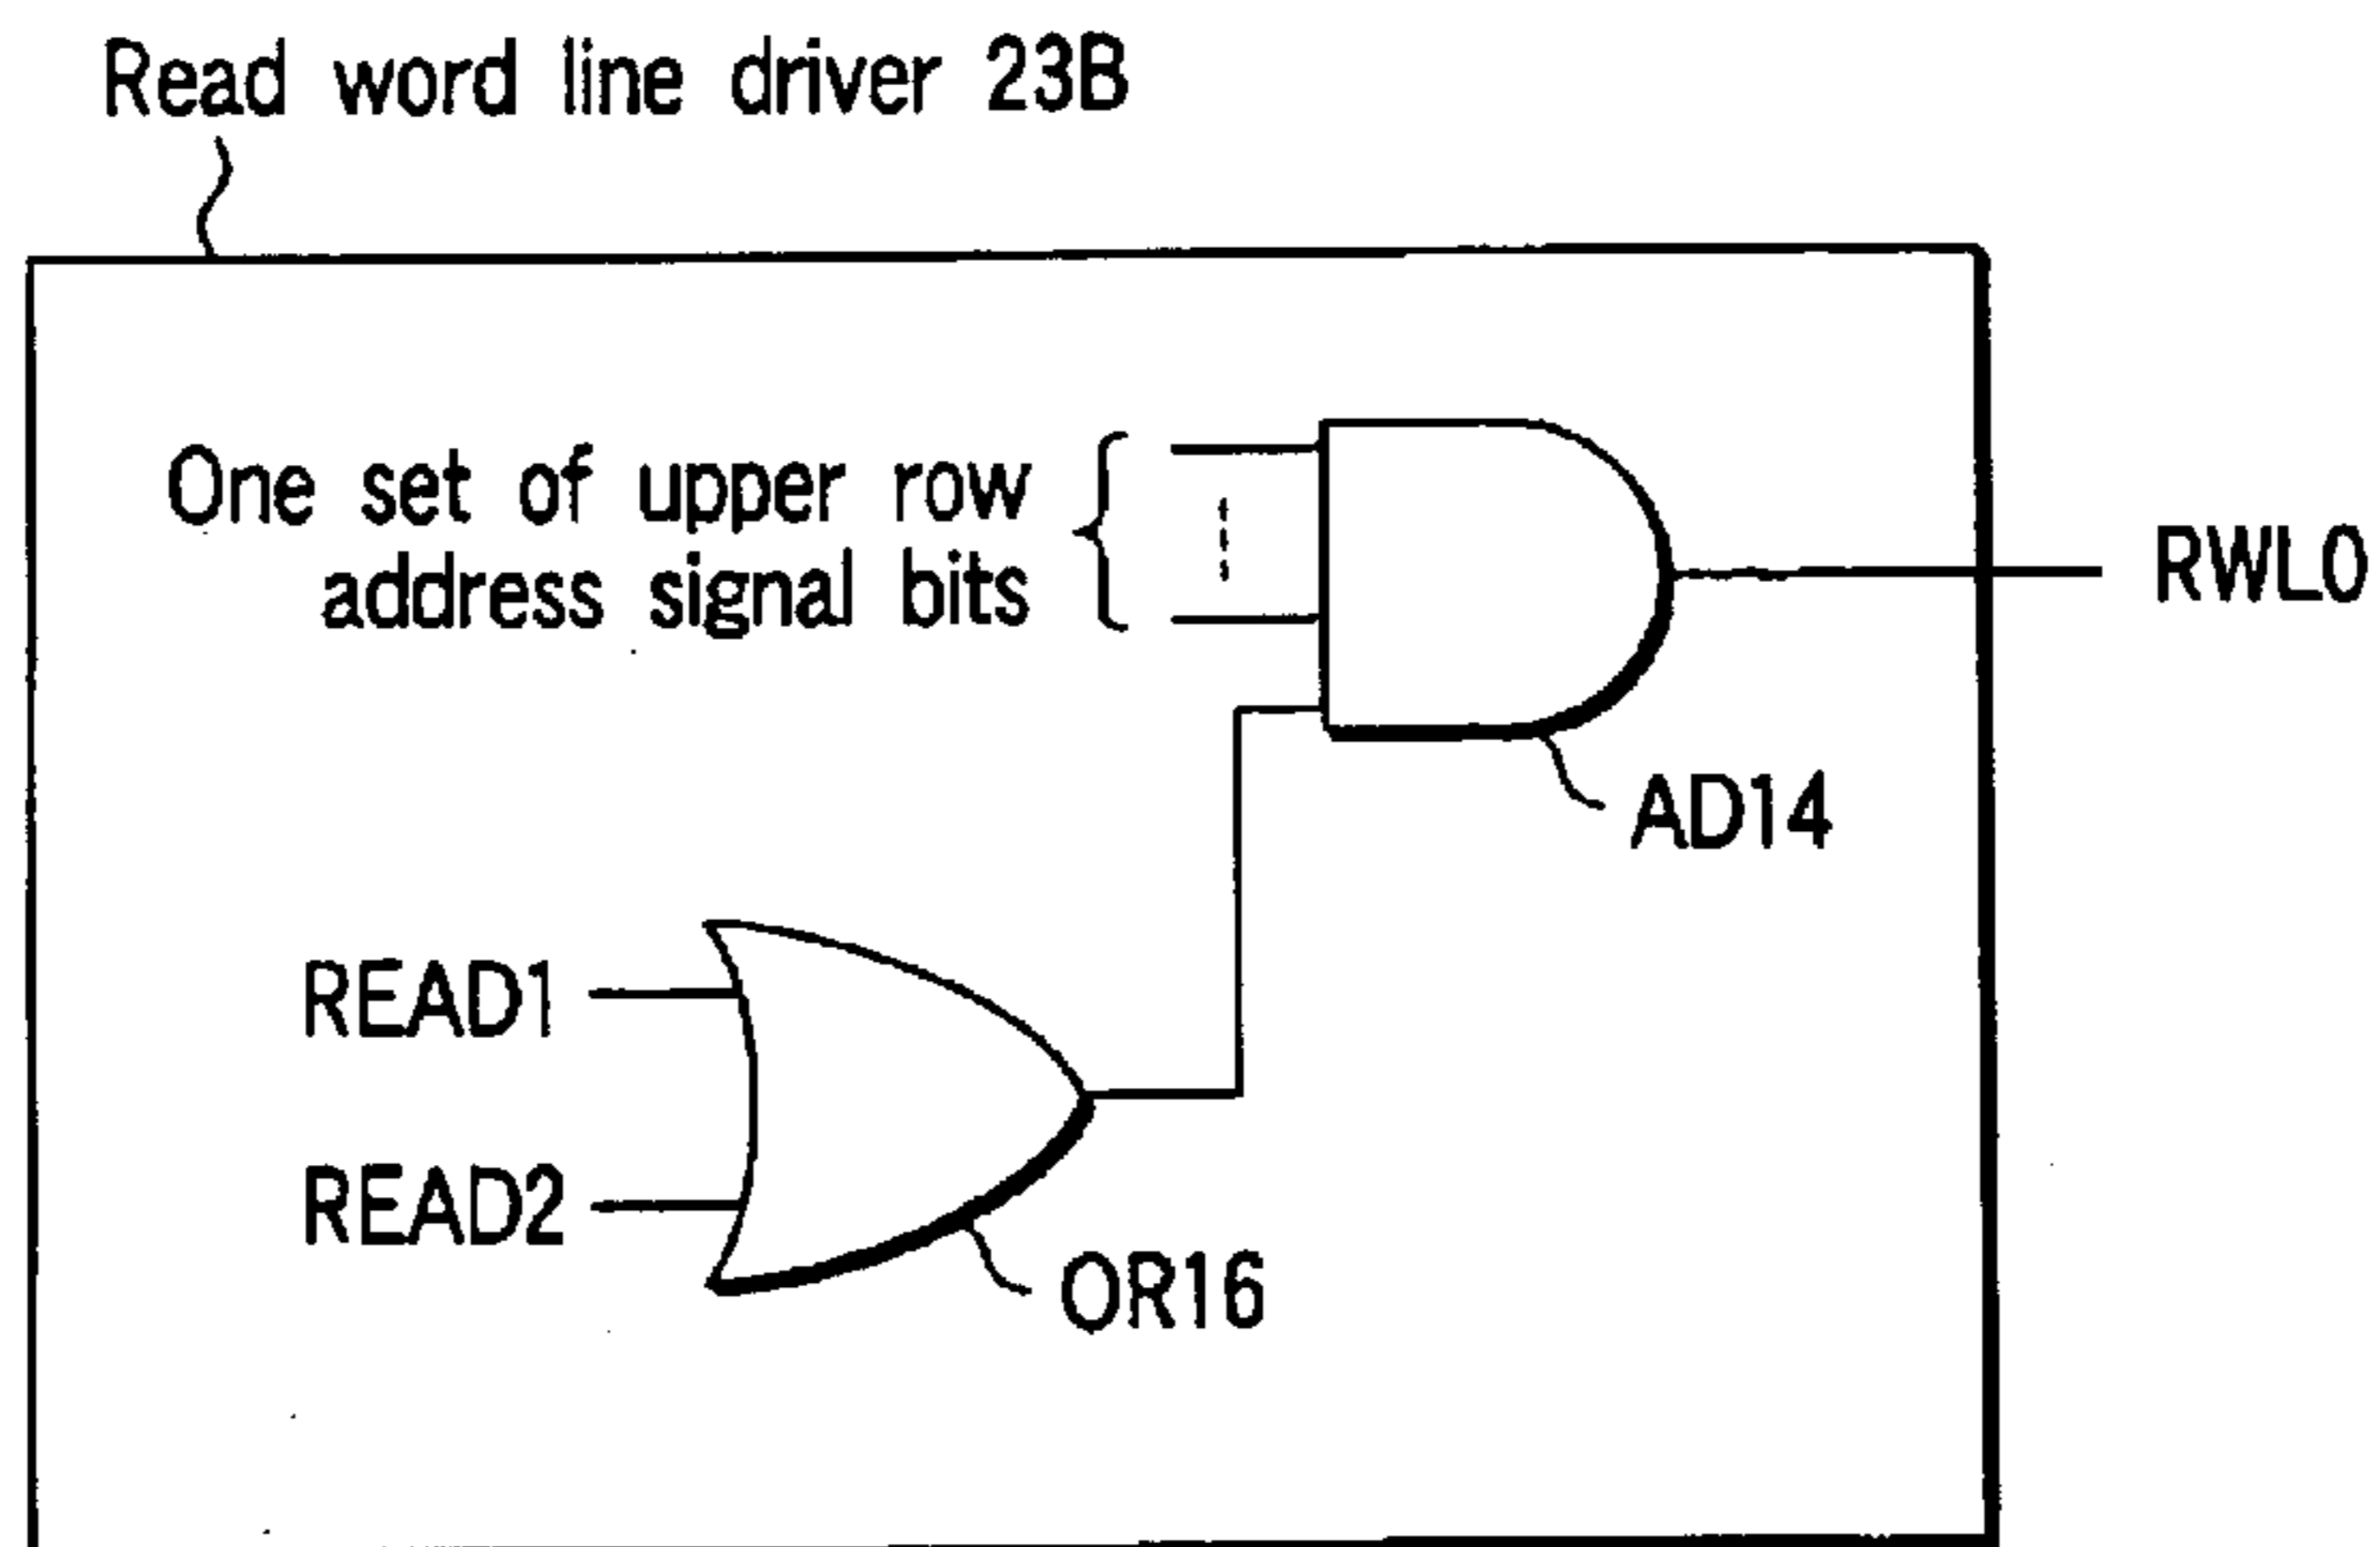 Read word line driver 23B
One set of upper row
address signal bits
RWL0
AD14
READ1
READ2
OR16